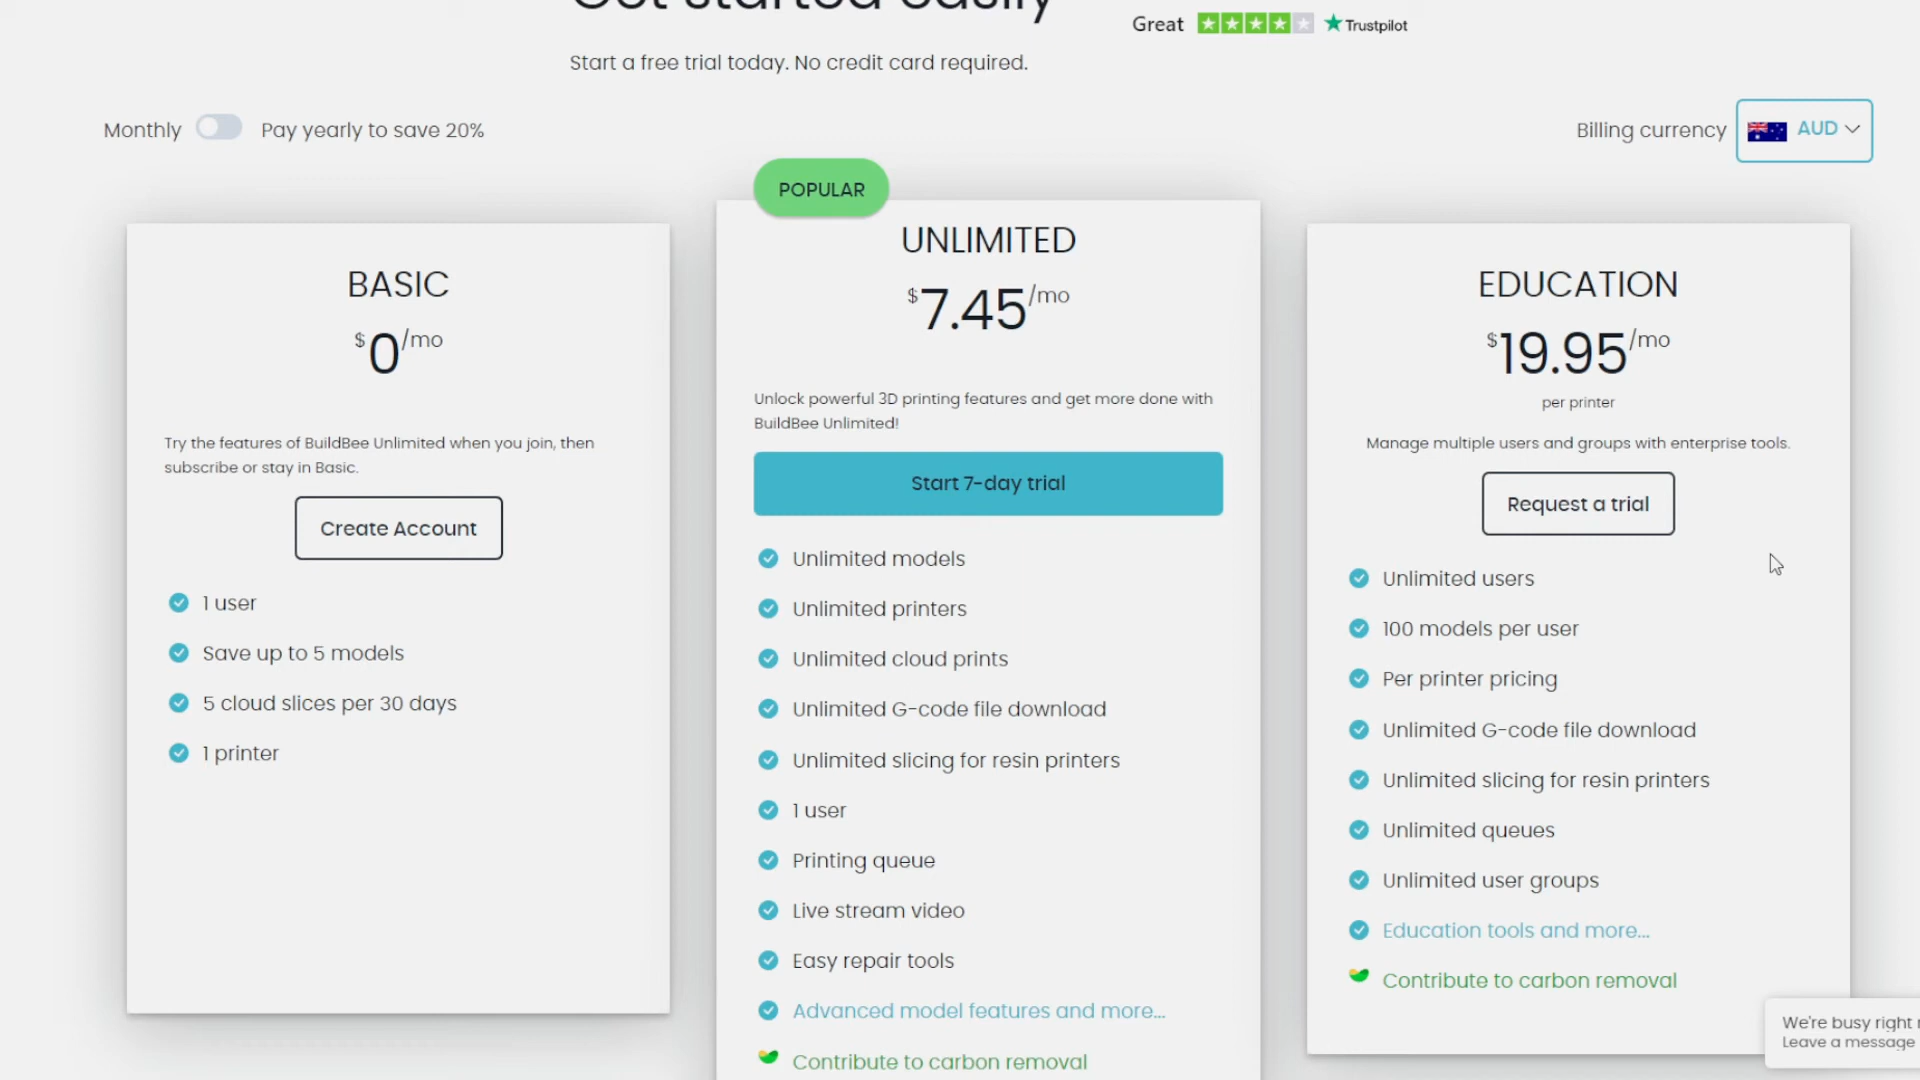 Get started easily
Great
Trustpilot
Start a free trial today. No credit card required.
Monthly
Pay yearly to save 20%
Billing currency
AUD
POPULAR
BASIC
$0/mo
Try the features of BuildBee Unlimited when you join, then
subscribe or stay in Basic.
Create Account
1 user
Save up to 5 models
5 cloud slices per 30 days
1 printer
UNLIMITED
$7.45/mo
Unlock powerful 3D printing features and get more done with
BuildBee Unlimited!
Start 7-day trial
Unlimited models
Unlimited printers
Unlimited cloud prints
Unlimited G-code file download
Unlimited slicing for resin printers
1 user
Printing queue
Live stream video
Easy repair tools
Advanced model features and more...
Contribute to carbon removal
EDUCATION
$19.95/mo
per printer
Manage multiple users and groups with enterprise tools.
Request a trial
Unlimited users
100 models per user
Per printer pricing
Unlimited G-code file download
Unlimited slicing for resin printers
Unlimited queues
Unlimited user groups
Education tools and more...
Contribute to carbon removal
We're busy right
Leave a message